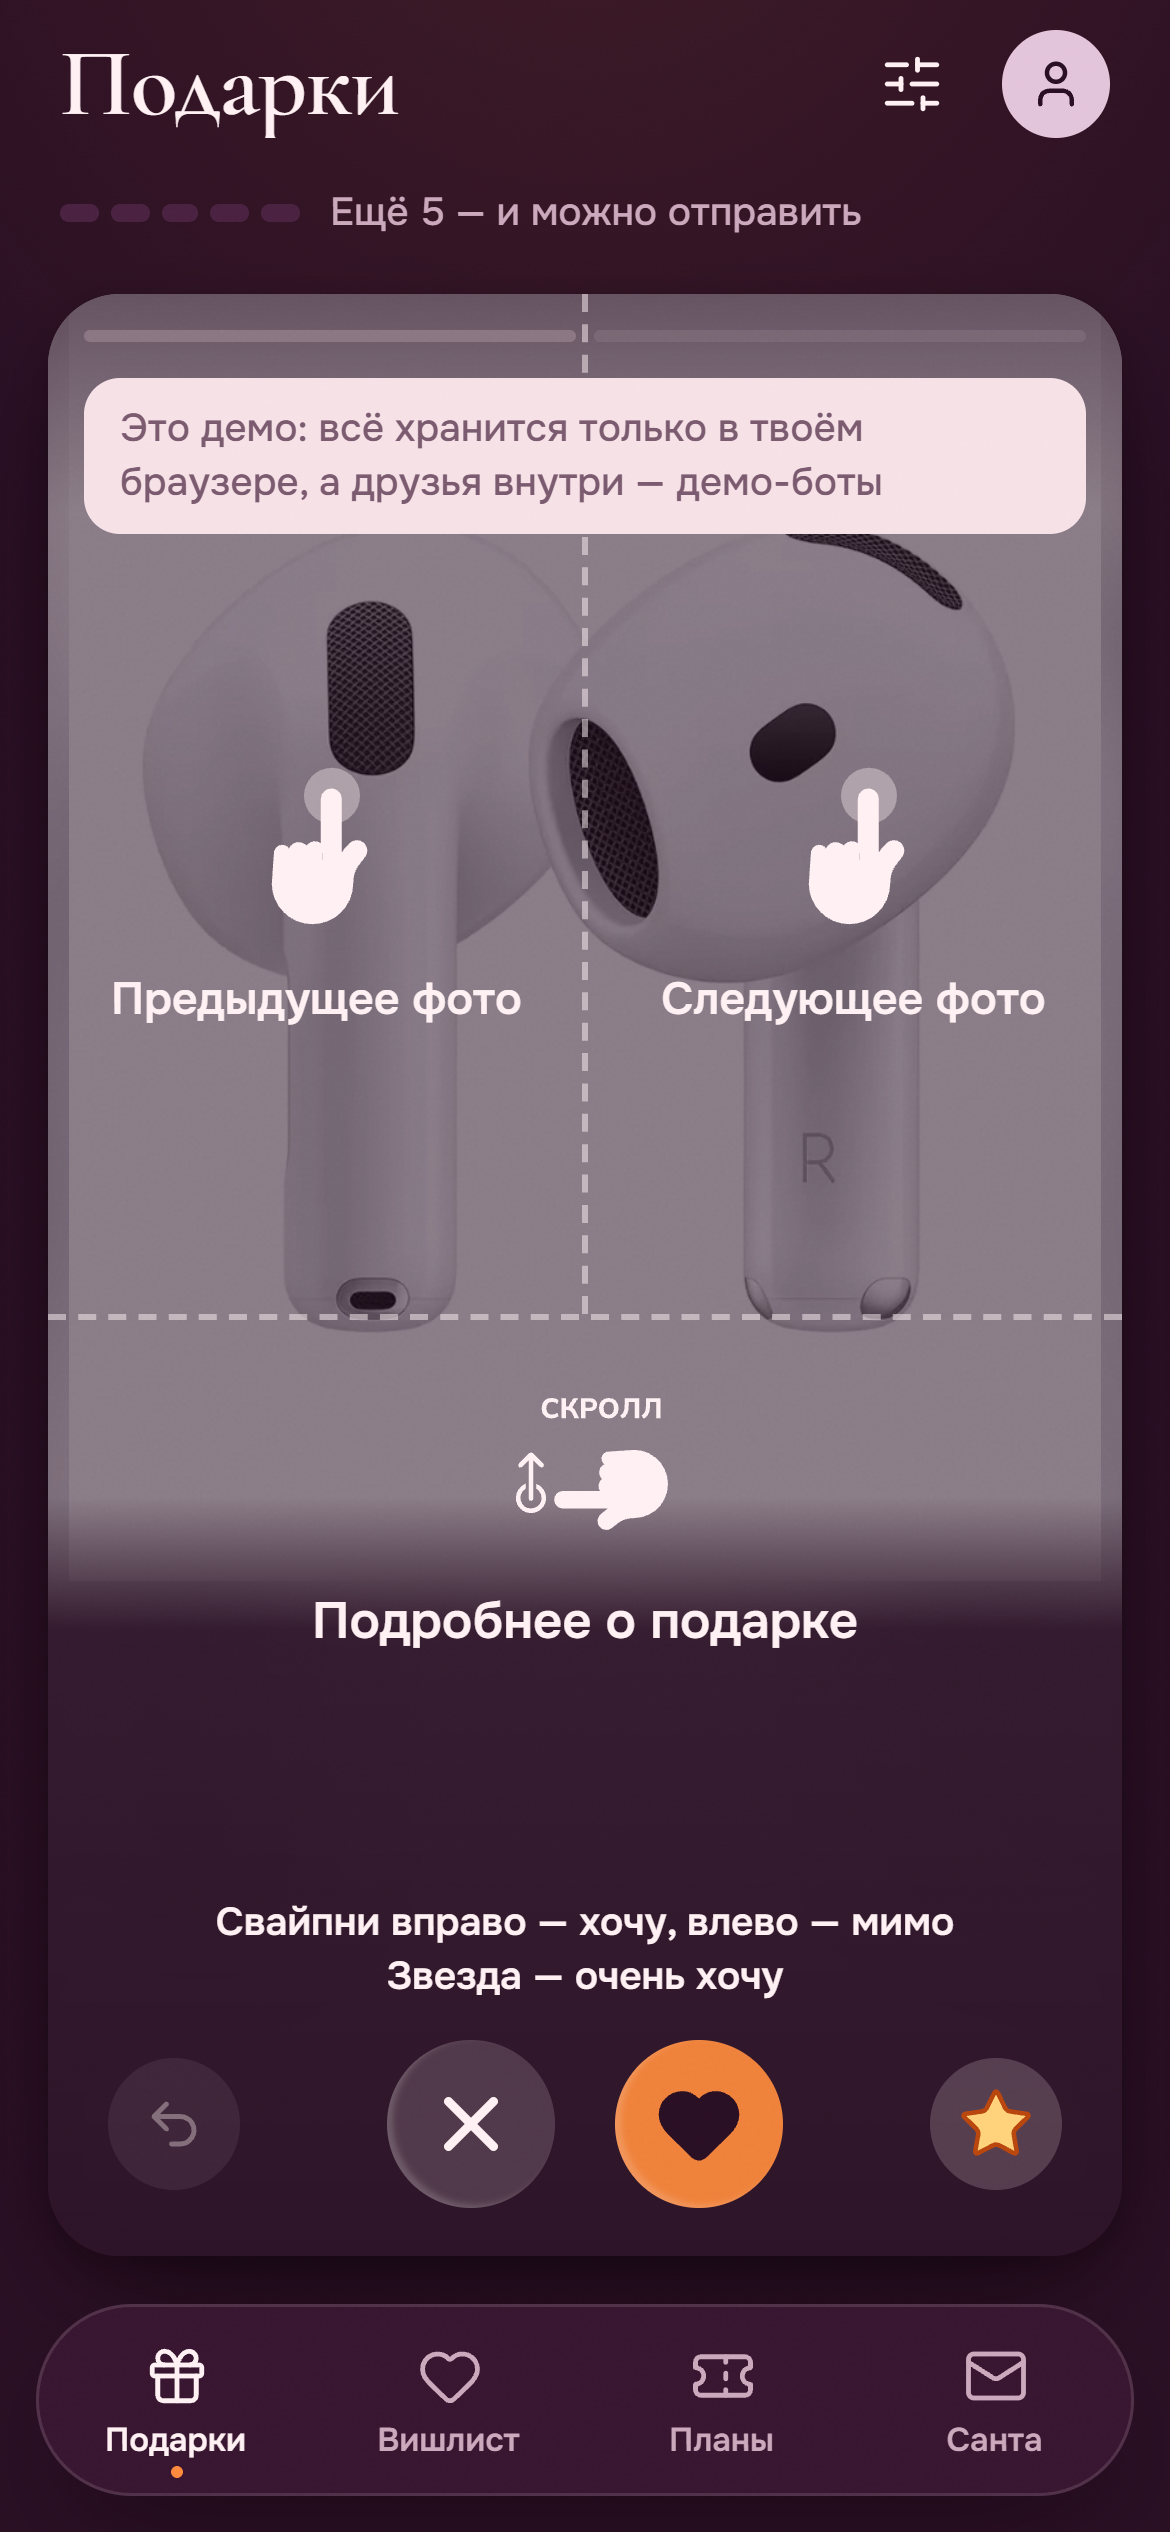 Подарки
Ещё 5 — и можно отправить
Это демо: всё хранится только в твоём
браузере, а друзья внутри — демо-боты
Предыдущее фото
Следующее фото
R
СКРОЛЛ
Подробнее о подарке
Свайпни вправо — хочу, влево — мимо
Звезда — очень хочу
Подарки
Вишлист
Планы
Санта